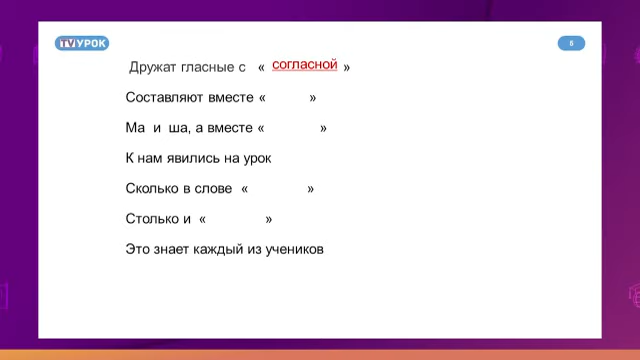 TVУРОК
6
Дружат гласные с « согласной »
Составляют вместе « »
Ма и ша, а вместе « »
К нам явились на урок
Сколько в слове « »
Столько и « »
Это знает каждый из учеников